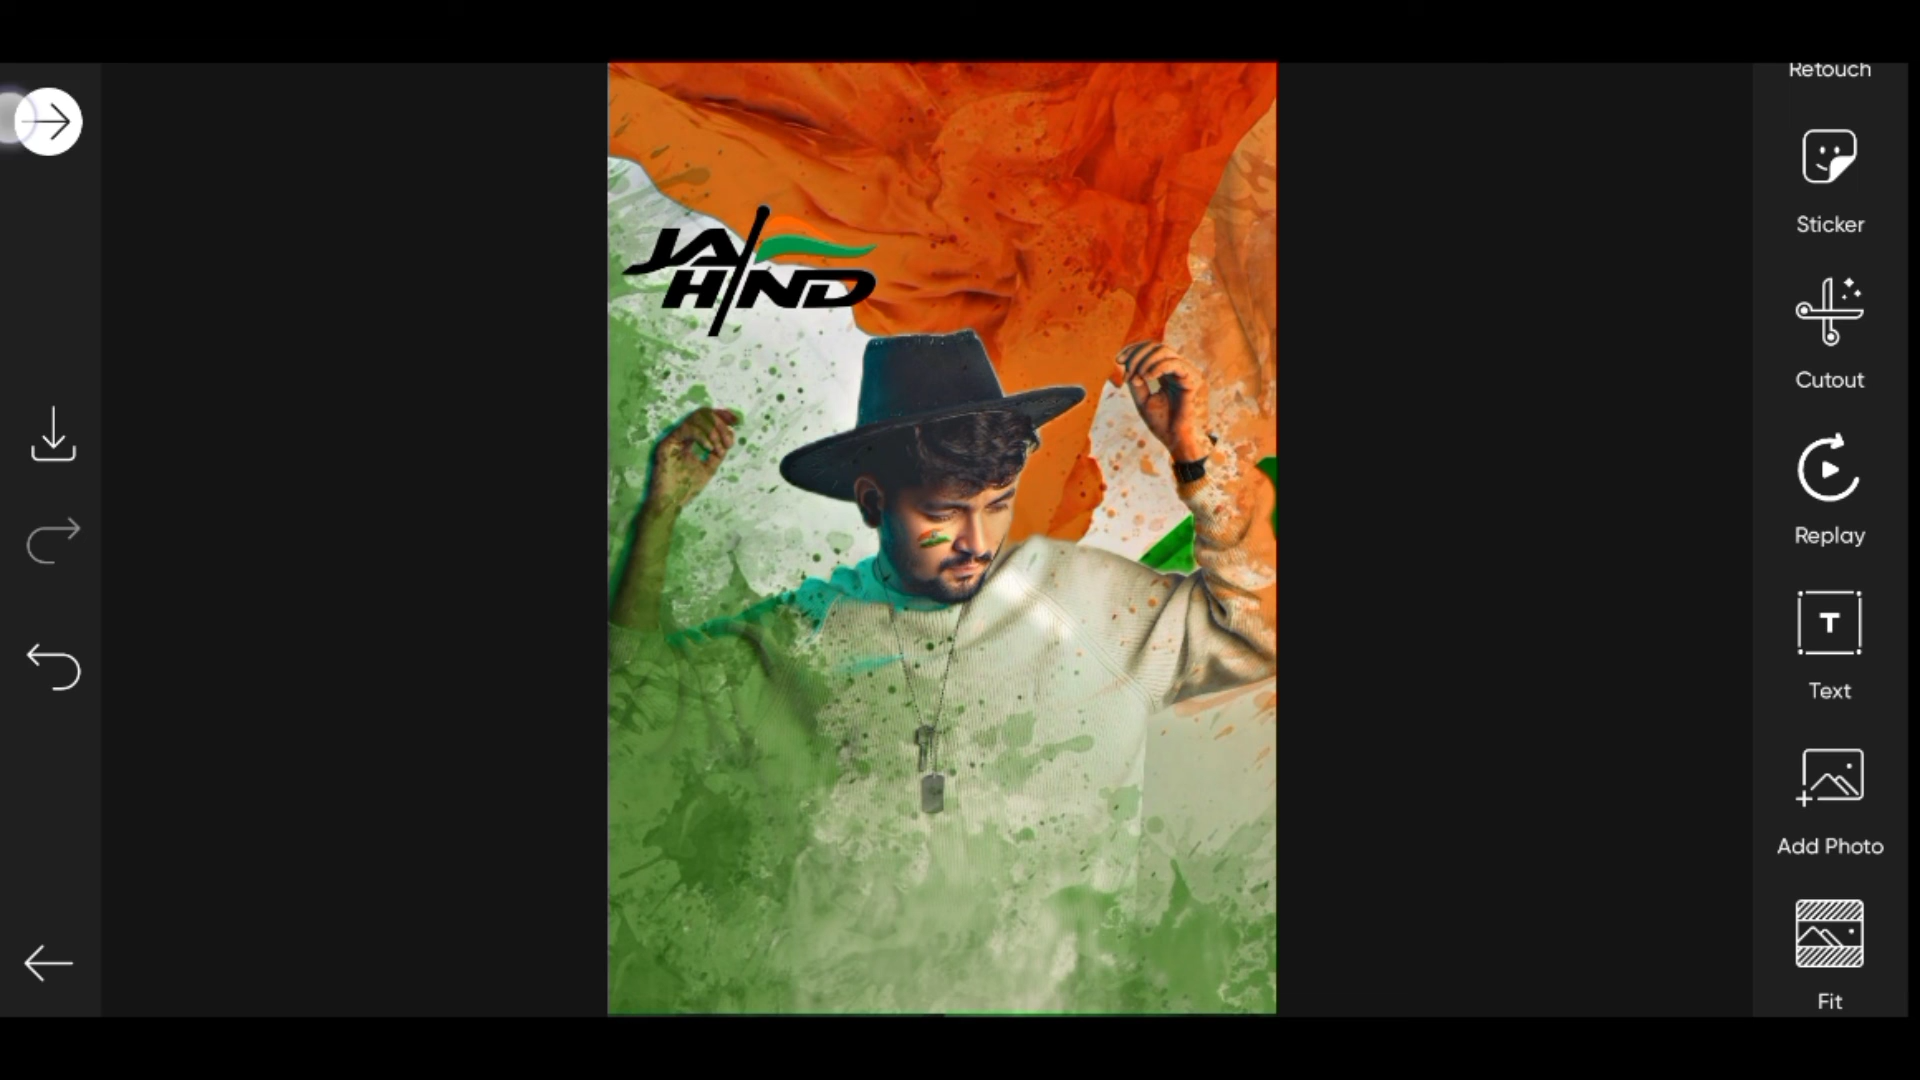 Retouch
Sticker
Cutout
Replay
T
Text
Add Photo
Fit
JAI
HIND